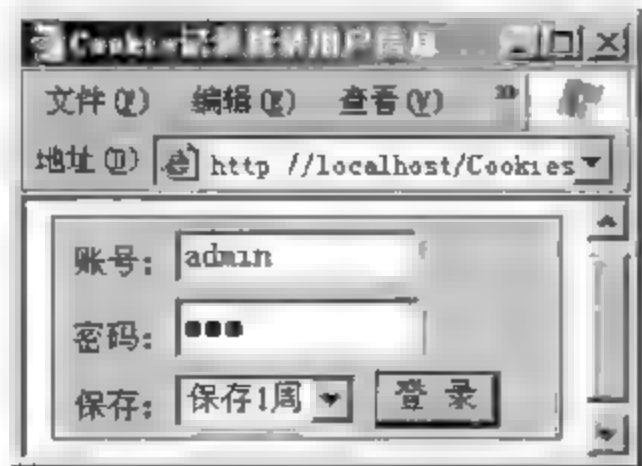 文件(F) 编辑(E) 查看(V) »
地址(D) http //localhost/Cookies
账号: admin
密码: ●●●
保存: 保存1周 登 录